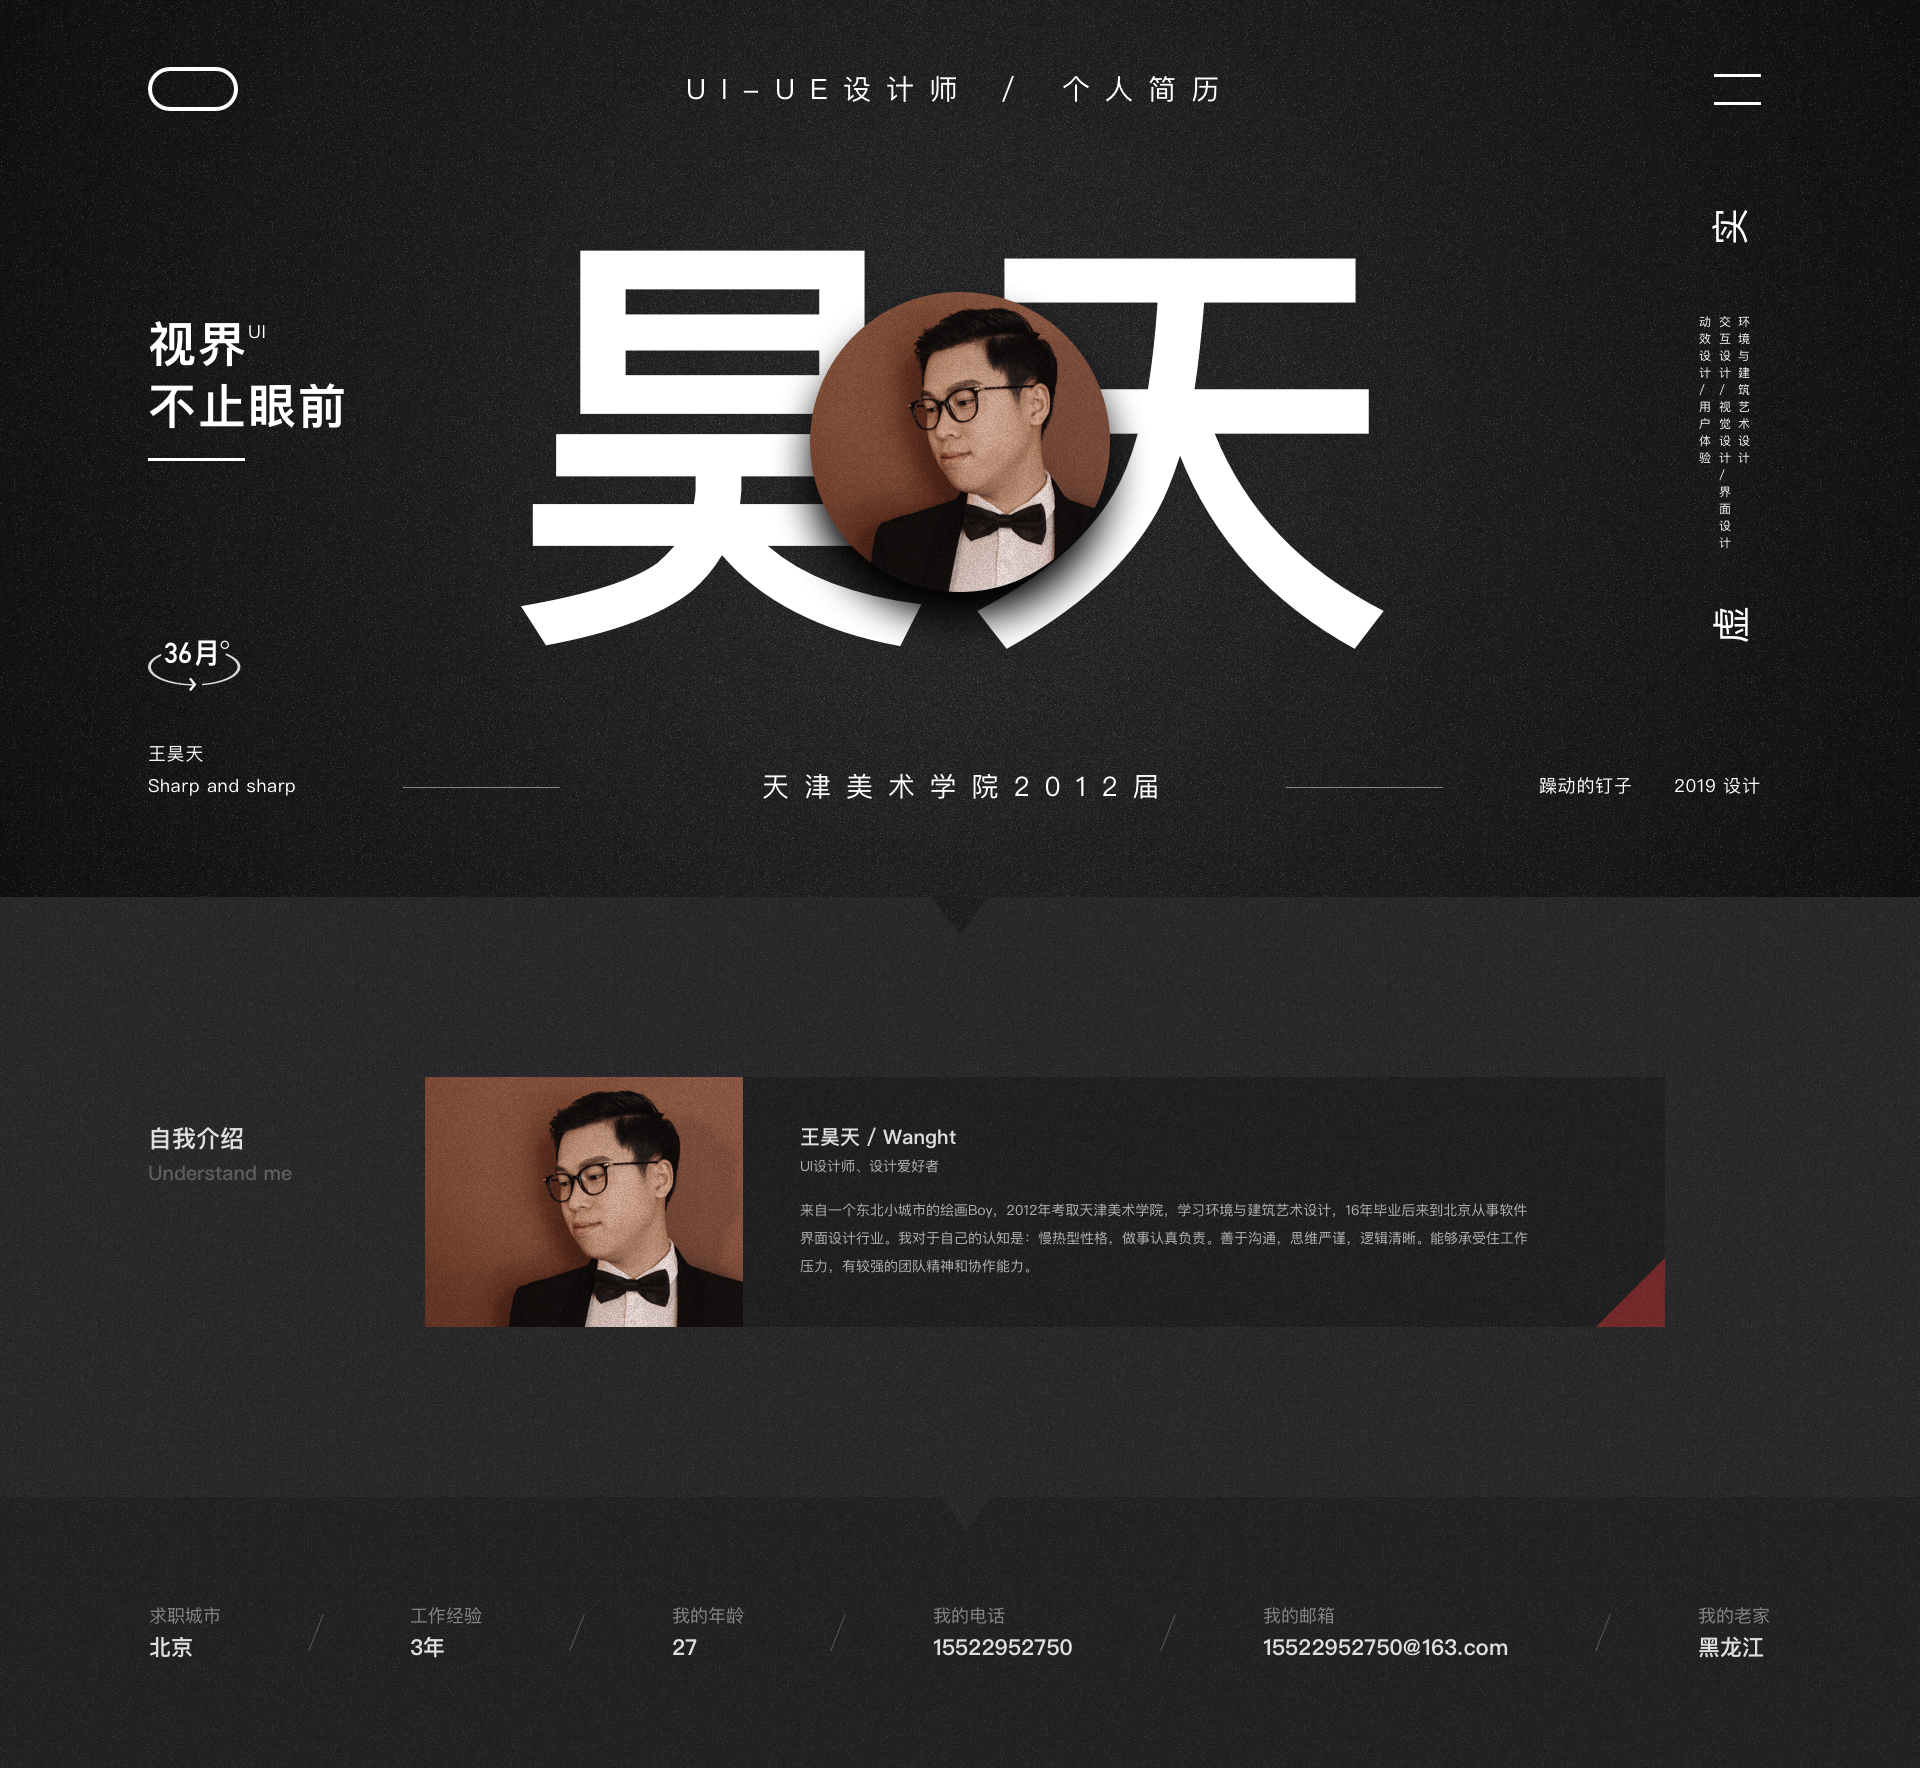 UI-UE设计师 / 个人简历
昊天
视界UI
不止眼前
36月°
王昊天
Sharp and sharp
天津美术学院2012届
躁动的钉子 2019 设计
实
环境与建筑艺术设计
交互设计/视觉设计/界面设计
动效设计/用户体验
虚
自我介绍
Understand me
王昊天 / Wanght
UI设计师、设计爱好者
来自一个东北小城市的绘画Boy，2012年考取天津美术学院，学习环境与建筑艺术设计，16年毕业后来到北京从事软件
界面设计行业。我对于自己的认知是：慢热型性格，做事认真负责。善于沟通，思维严谨，逻辑清晰。能够承受住工作
压力，有较强的团队精神和协作能力。
求职城市
北京
工作经验
3年
我的年龄
27
我的电话
15522952750
我的邮箱
15522952750@163.com
我的老家
黑龙江